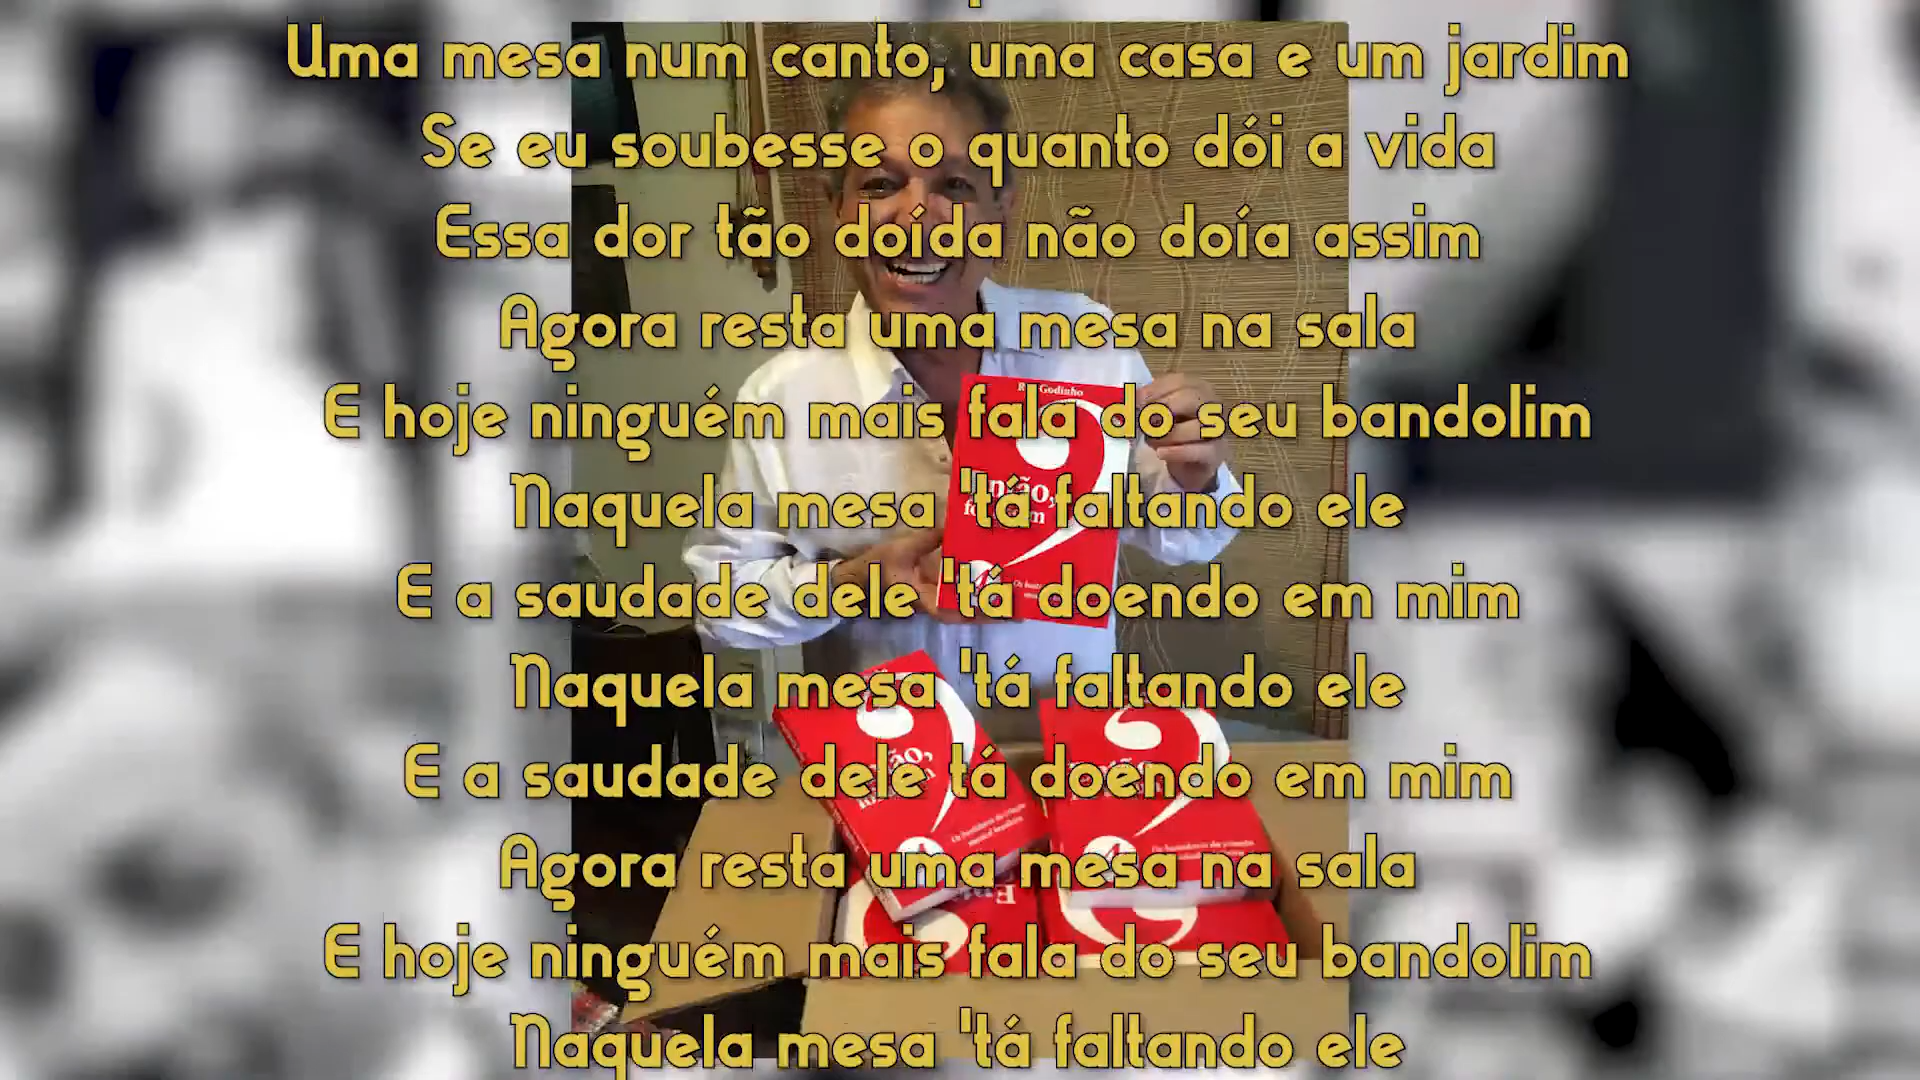 Uma mesa num canto, uma casa e um jardim
Se eu soubesse o quanto dói a vida
Essa dor tão doída não doía assim
Agora resta uma mesa na sala
E hoje ninguém mais fala do seu bandolim
Naquela mesa 'tá faltando ele
E a saudade dele 'tá doendo em mim
Naquela mesa 'tá faltando ele
E a saudade dele tá doendo em mim
Agora resta uma mesa na sala
E hoje ninguém mais fala do seu bandolim
Naquela mesa 'tá faltando ele
Godinho